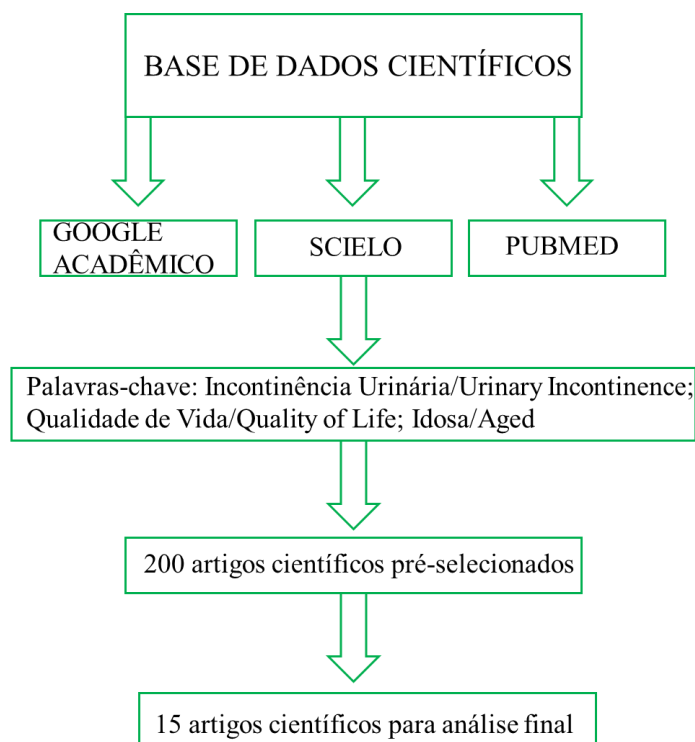 BASE DE DADOS CIENTÍFICOS
GOOGLE
ACADÊMICO
SCIELO
PUBMED
Palavras-chave: Incontinência Urinária/Urinary Incontinence;
Qualidade de Vida/Quality of Life; Idosa/Aged
200 artigos científicos pré-selecionados
15 artigos científicos para análise final